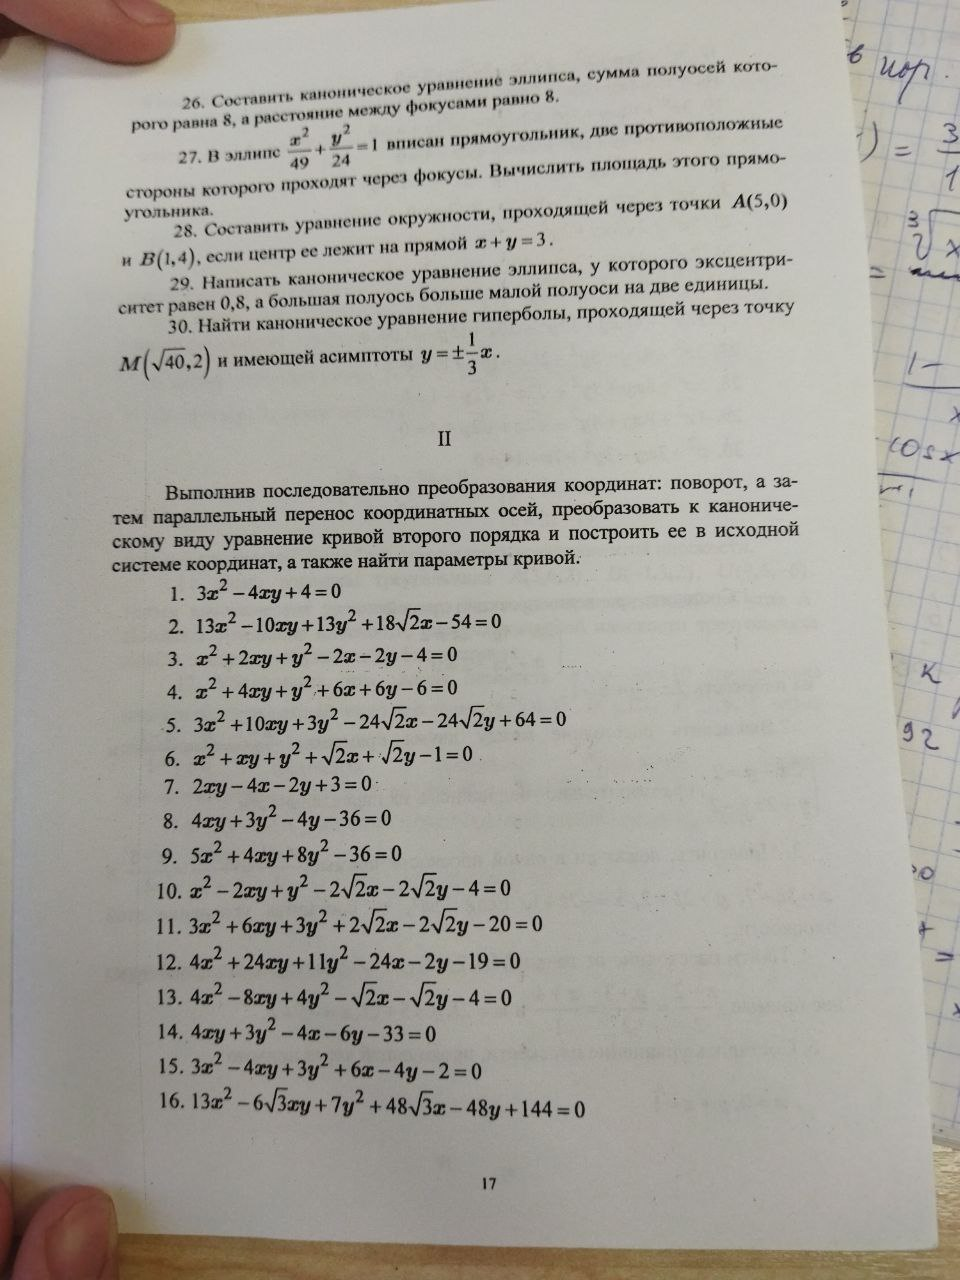 26. Составить каноническое уравнение эллипса, сумма полуосей кото-
рого равна 8, а расстояние между фокусами равно 8.
27. В эллипс x²/49 + y²/24 = 1 вписан прямоугольник, две противоположные
стороны которого проходят через фокусы. Вычислить площадь этого прямо-
угольника.
28. Составить уравнение окружности, проходящей через точки A(5,0)
и B(1,4), если центр ее лежит на прямой x + y = 3.
29. Написать каноническое уравнение эллипса, у которого эксцентри-
ситет равен 0,8, а большая полуось больше малой полуоси на две единицы.
30. Найти каноническое уравнение гиперболы, проходящей через точку
M(√40,2) и имеющей асимптоты y = ±1/3 x.
II
Выполнив последовательно преобразования координат: поворот, а за-
тем параллельный перенос координатных осей, преобразовать к канониче-
скому виду уравнение кривой второго порядка и построить ее в исходной
системе координат, а также найти параметры кривой.
1. 3x² − 4xy + 4 = 0
2. 13x² − 10xy + 13y² + 18√2x − 54 = 0
3. x² + 2xy + y² − 2x − 2y − 4 = 0
4. x² + 4xy + y² + 6x + 6y − 6 = 0
5. 3x² + 10xy + 3y² − 24√2x − 24√2y + 64 = 0
6. x² + xy + y² + √2x + √2y − 1 = 0
7. 2xy − 4x − 2y + 3 = 0
8. 4xy + 3y² − 4y − 36 = 0
9. 5x² + 4xy + 8y² − 36 = 0
10. x² − 2xy + y² − 2√2x − 2√2y − 4 = 0
11. 3x² + 6xy + 3y² + 2√2x − 2√2y − 20 = 0
12. 4x² + 24xy + 11y² − 24x − 2y − 19 = 0
13. 4x² − 8xy + 4y² − √2x − √2y − 4 = 0
14. 4xy + 3y² − 4x − 6y − 33 = 0
15. 3x² − 4xy + 3y² + 6x − 4y − 2 = 0
16. 13x² − 6√3xy + 7y² + 48√3x − 48y + 144 = 0
17